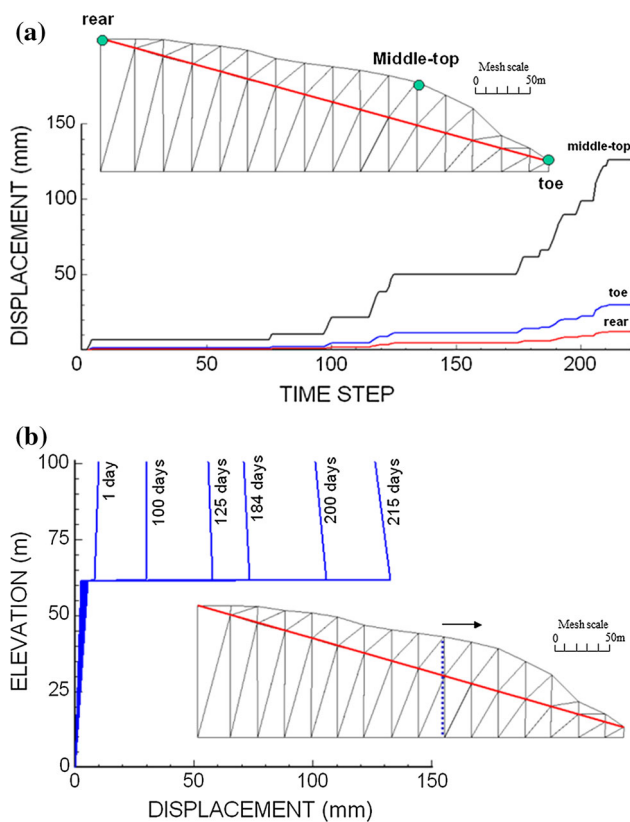 (a)
rear
Middle-top
Mesh scale
0 50m
toe
DISPLACEMENT (mm)
150
100
50
middle-top
toe
rear
0 50 100 150 200
TIME STEP
(b)
ELEVATION (m)
100
75
50
25
0
1 day
100 days
125 days
184 days
200 days
215 days
Mesh scale
0 50m
0 50 100 150
DISPLACEMENT (mm)